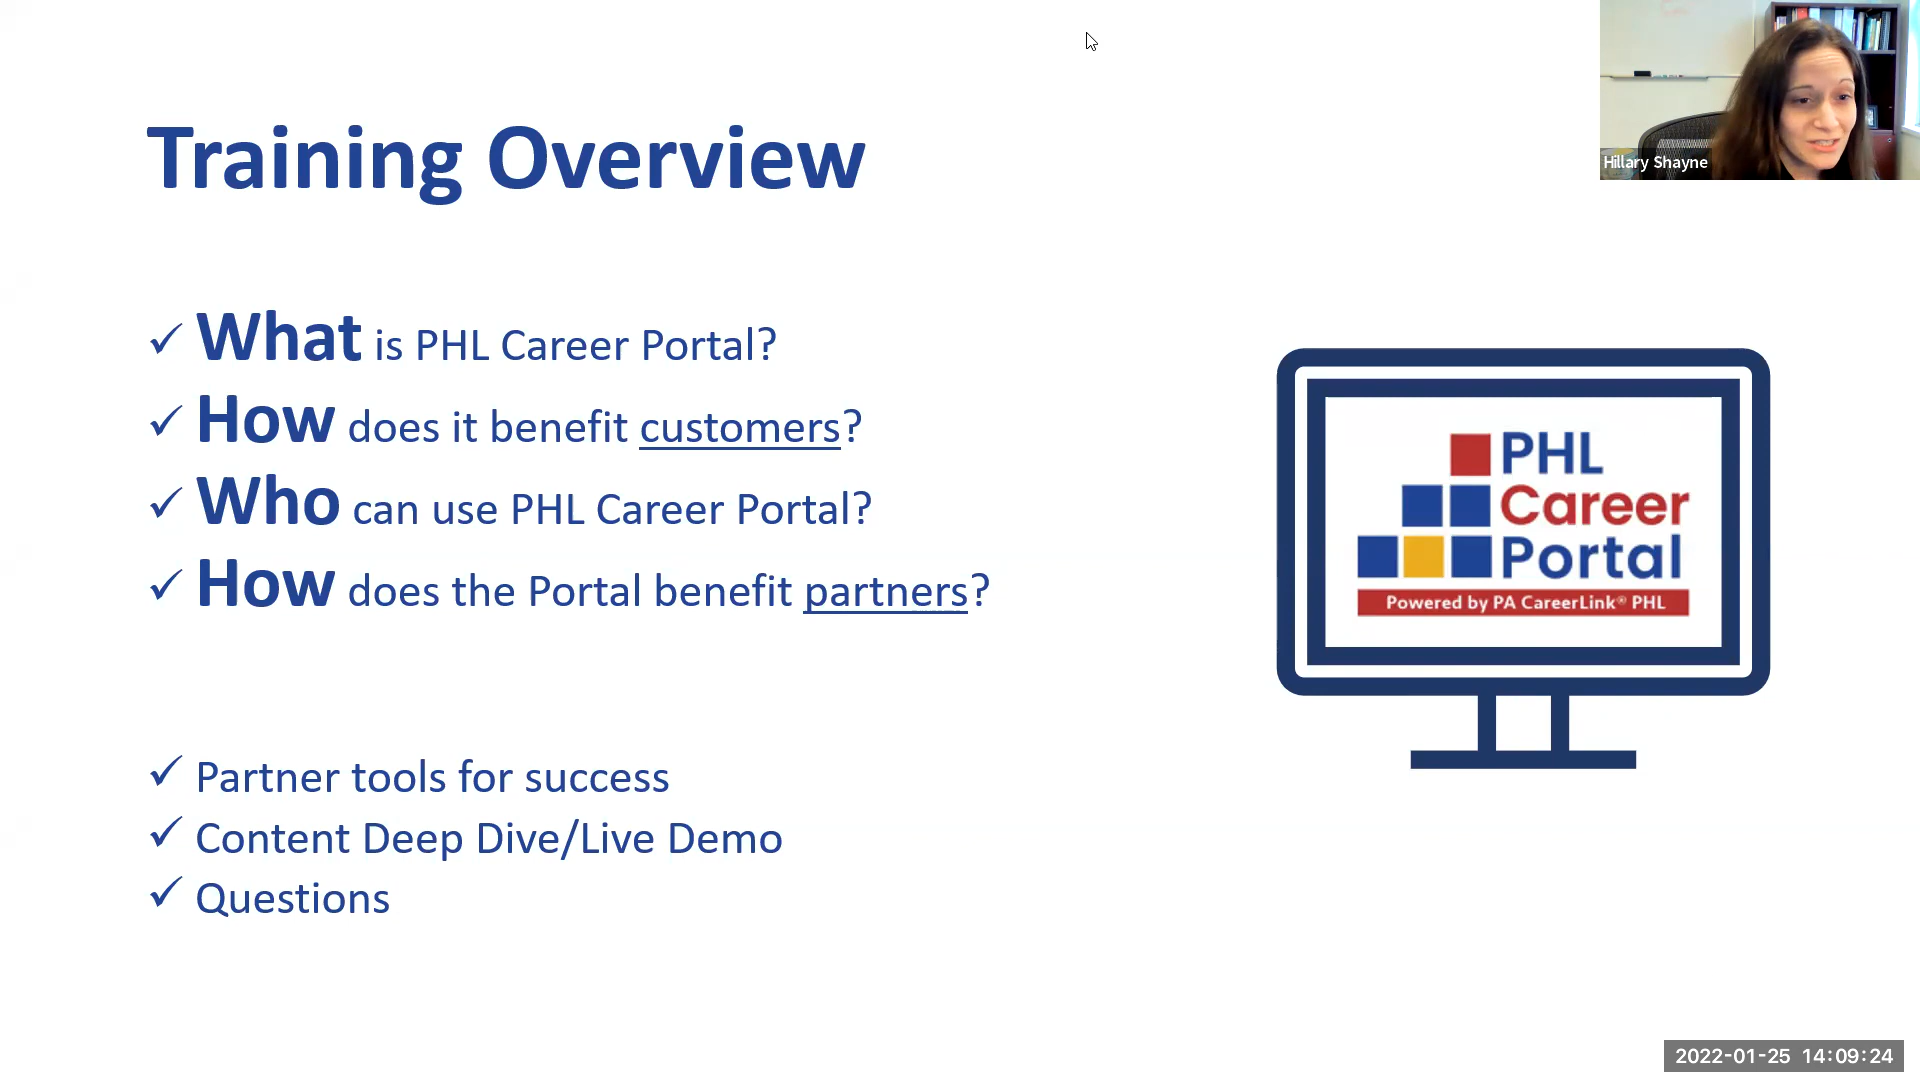 Training Overview
✓ What is PHL Career Portal?
✓ How does it benefit customers?
✓ Who can use PHL Career Portal?
✓ How does the Portal benefit partners?
✓ Partner tools for success
✓ Content Deep Dive/Live Demo
✓ Questions
PHL
Career
Portal
Powered by PA CareerLink® PHL
Hillary Shayne
2022-01-25 14:09:24